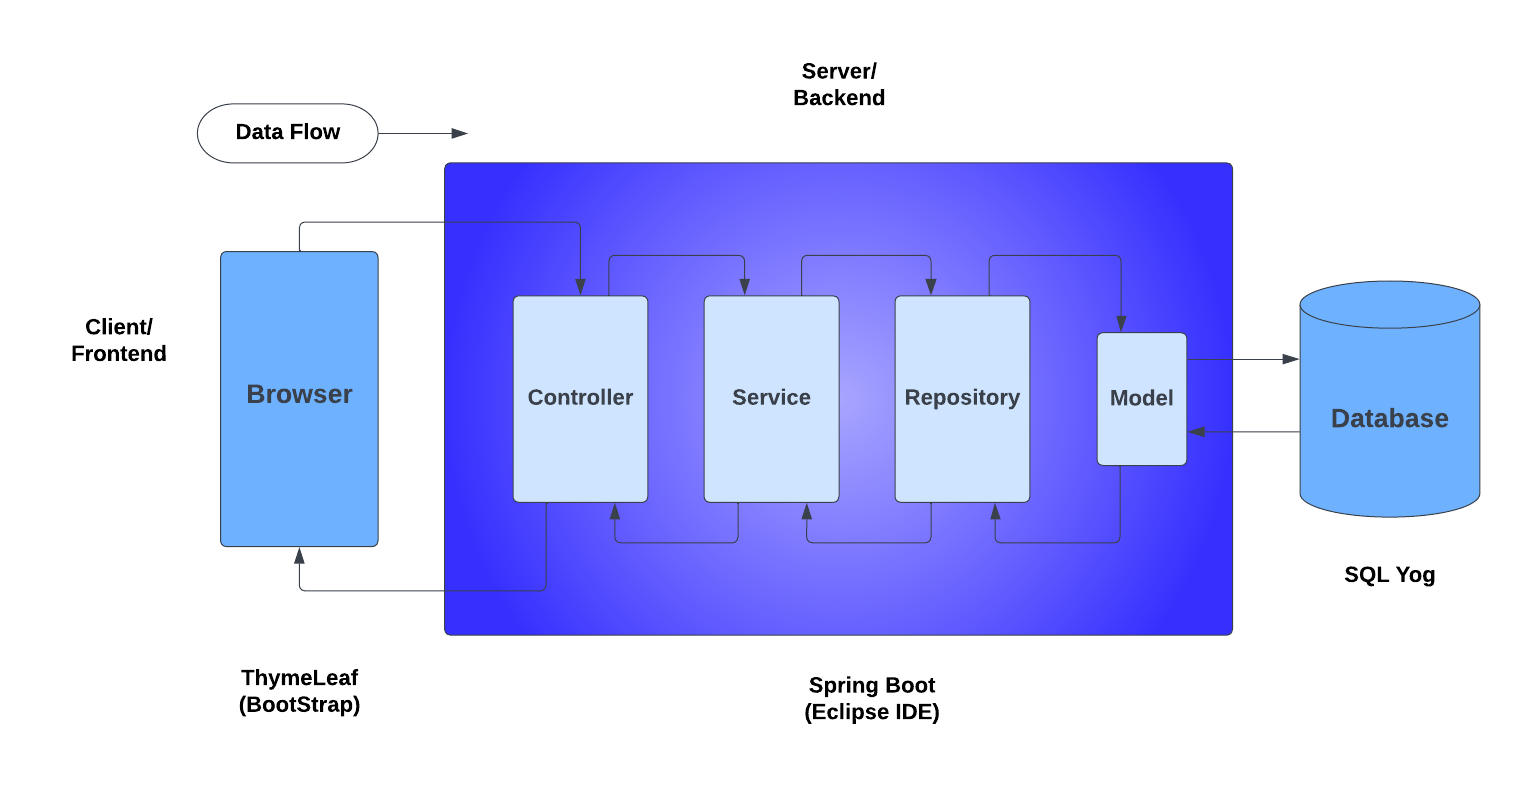 Server/
Backend
Data Flow
Client/
Frontend
Browser
Controller
Service
Repository
Model
Database
SQL Yog
ThymeLeaf
(BootStrap)
Spring Boot
(Eclipse IDE)